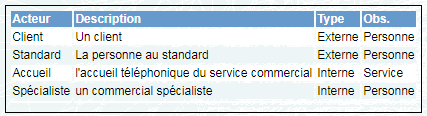 Acteur Description Type Obs.
Client Un client Externe Personne
Standard La personne au standard Externe Personne
Accueil l'accueil téléphonique du service commercial Interne Service
Spécialiste un commercial spécialiste Interne Personne